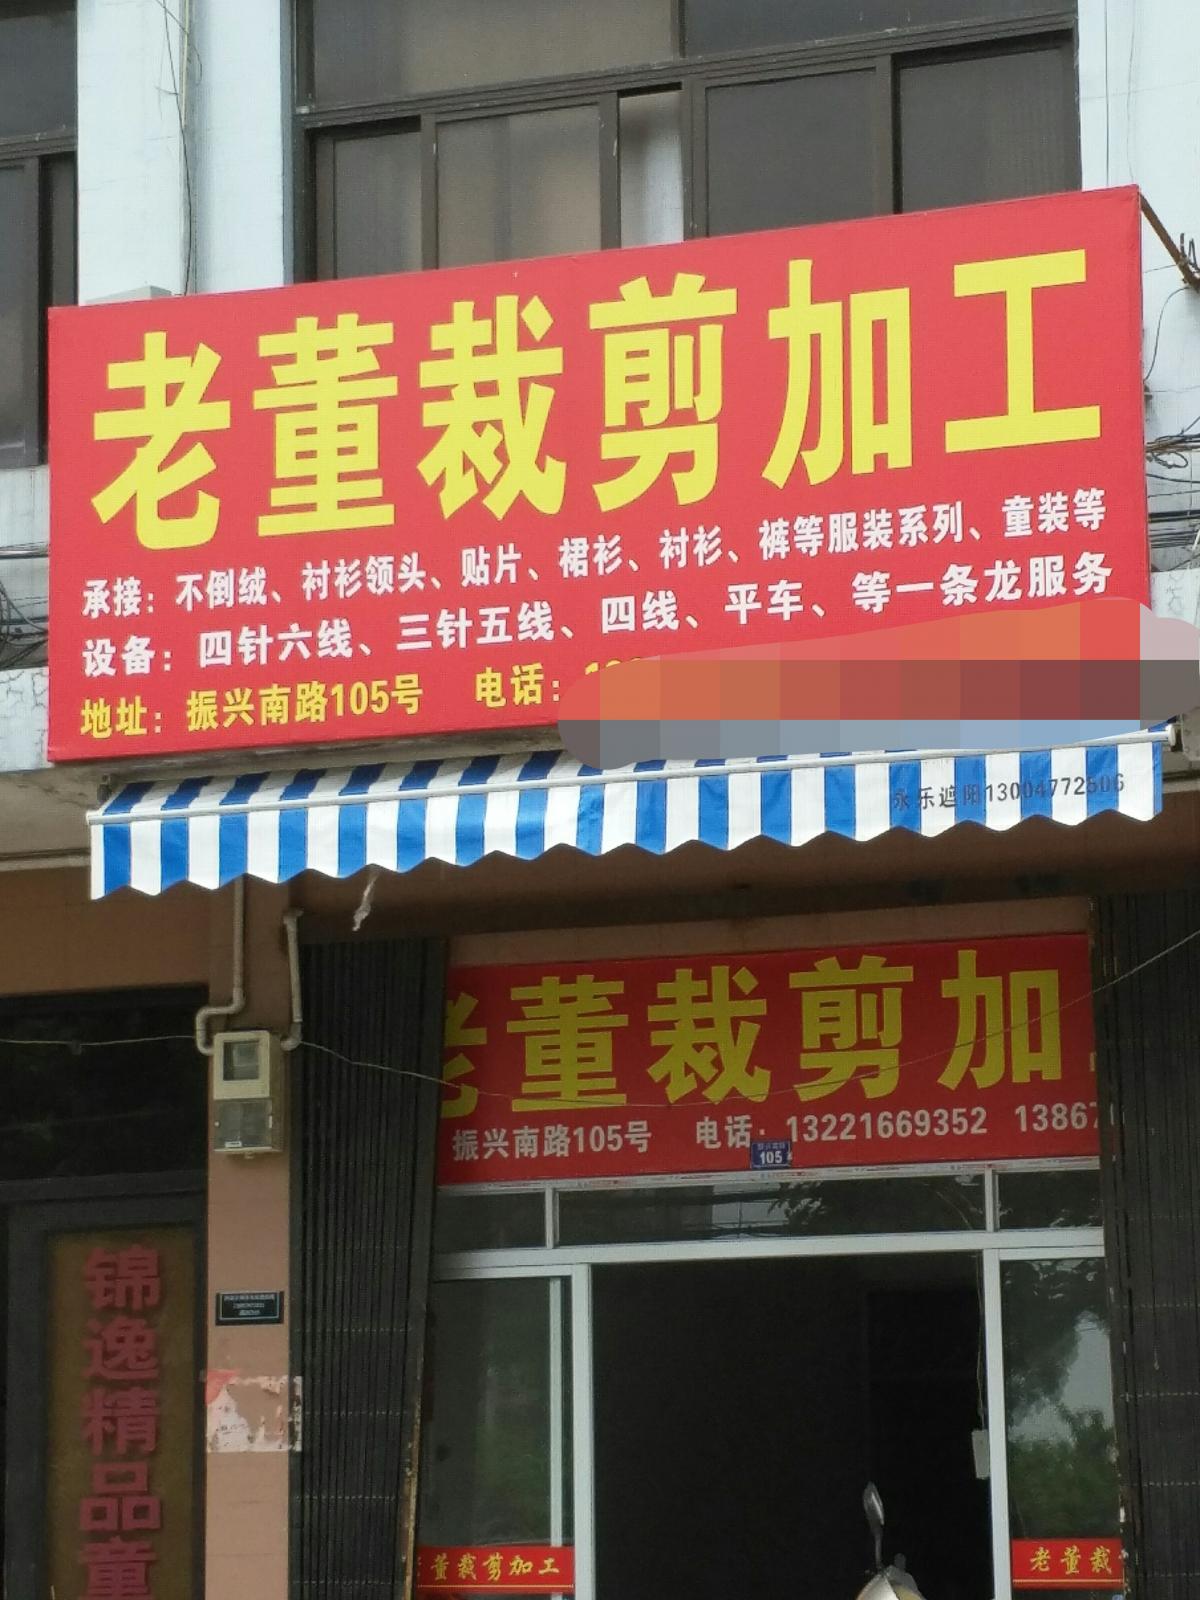 老董裁剪加工
承接：不倒绒、衬衫领头、贴片、裙衫、衬衫、裤等服装系列、童装等
设备：四针六线、三针五线、四线、平车、等一条龙服务
地址：振兴南路105号 电话：
永乐遮阳13004772506
老董裁剪加
振兴南路105号 电话：13221669352 1386
105
锦逸精品童
董裁剪加工
老董裁